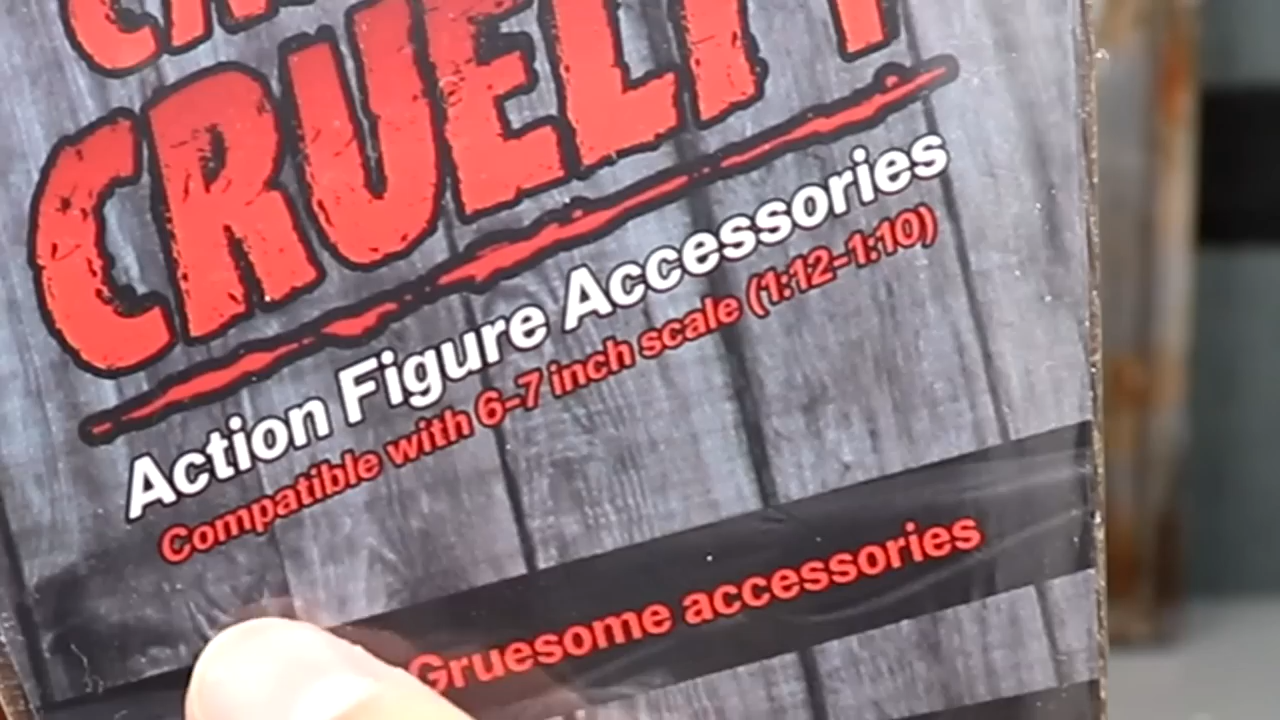 CRUELTY
Action Figure Accessories
Compatible with 6-7 inch scale (1:12-1:10)
Gruesome accessories